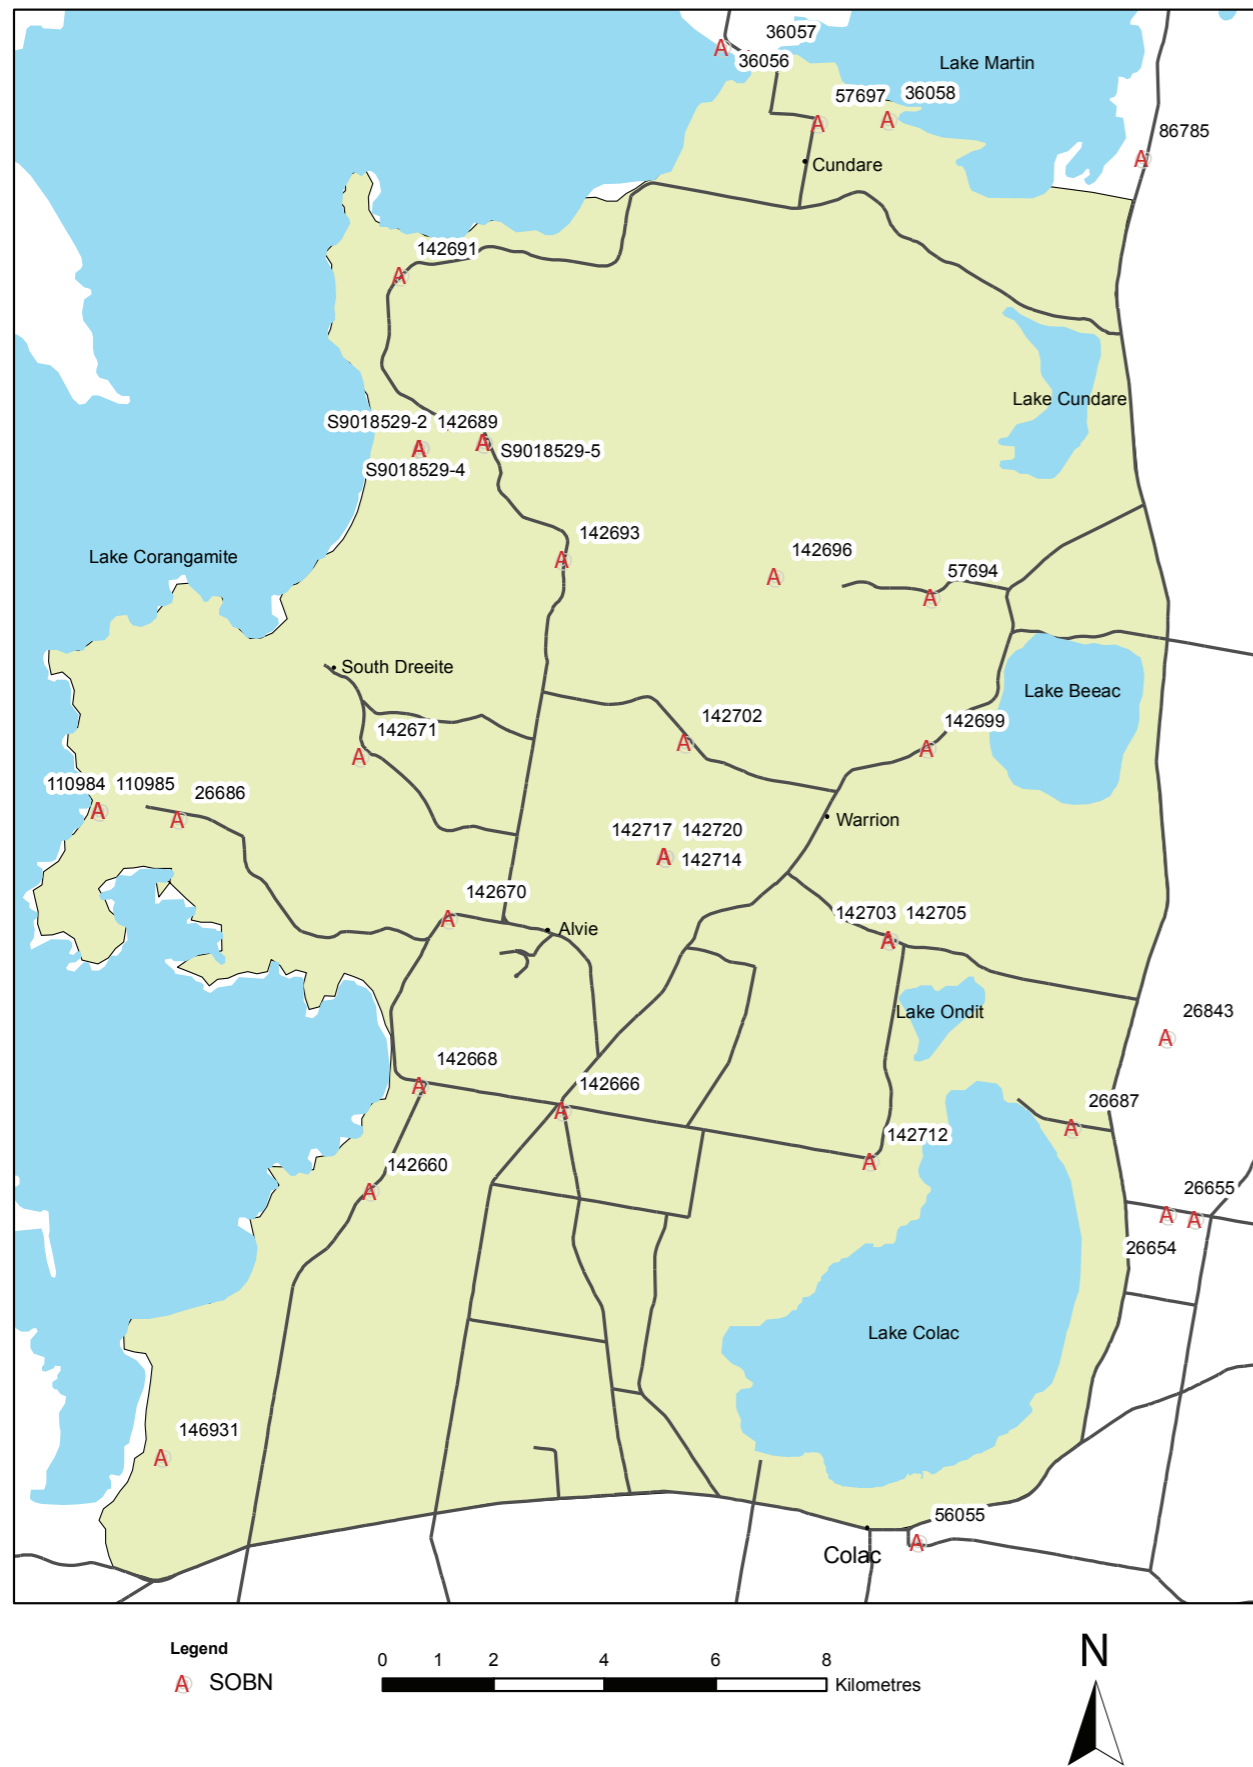 36057
36056
Lake Martin
57697
36058
86785
Cundare
142691
Lake Cundare
S9018529-2
142689
S9018529-5
S9018529-4
142693
142696
Lake Corangamite
57694
South Dreeite
Lake Beeac
142702
142699
142671
110984
110985
26686
Warrion
142717
142720
142714
142670
142703
142705
Alvie
Lake Ondit
26843
142668
142666
26687
142712
142660
26655
26654
Lake Colac
146931
56055
Colac
Legend
A SOBN
0 1 2 4 6 8
Kilometres
N